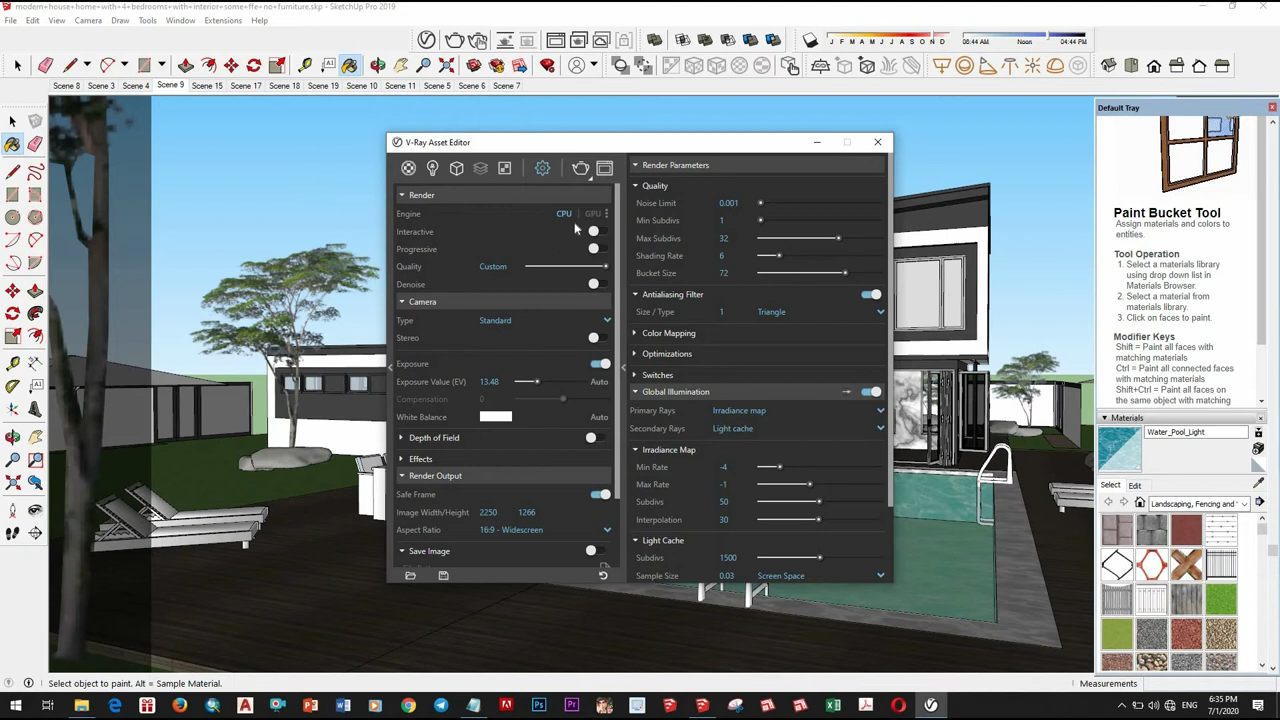 modern+house+home+with+4+bedrooms+with+interior+some+ffe+no+furniture.skp - SketchUp Pro 2019
File Edit View Camera Draw Tools Window Extensions Help
J F M A M J J A S O N D
06:44 AM Noon 04:44 PM
Scene 8 Scene 3 Scene 4 Scene 9 Scene 15 Scene 17 Scene 18 Scene 19 Scene 10 Scene 11 Scene 5 Scene 6 Scene 7
V-Ray Asset Editor
Render
Engine CPU GPU
Interactive
Progressive
Quality Custom
Denoise
Camera
Type Standard
Stereo
Exposure
Exposure Value (EV) 13.48 Auto
Compensation 0
White Balance Auto
Depth of Field
Effects
Render Output
Safe Frame
Image Width/Height 2250 1266
Aspect Ratio 16:9 - Widescreen
Save Image
Render Parameters
Quality
Noise Limit 0.001
Min Subdivs 1
Max Subdivs 32
Shading Rate 6
Bucket Size 72
Antialiasing Filter
Size / Type 1 Triangle
Color Mapping
Optimizations
Switches
Global Illumination
Primary Rays Irradiance map
Secondary Rays Light cache
Irradiance Map
Min Rate -4
Max Rate -1
Subdivs 50
Interpolation 30
Light Cache
Subdivs 1500
Sample Size 0.03 Screen Space
Default Tray
Paint Bucket Tool
Assign materials and colors to
entities.
Tool Operation
1. Select a materials library
using drop down list in
Materials Browser.
2. Select a material from
materials library.
3. Click on faces to paint.
Modifier Keys
Shift = Paint all faces with
matching materials
Ctrl = Paint all connected faces
with matching materials
Shift+Ctrl = Paint all faces on
the same object with matching
materials
Materials
Water_Pool_Light
Select Edit
Landscaping, Fencing and
Select object to paint. Alt = Sample Material.
Measurements
ENG
6:35 PM
7/1/2020